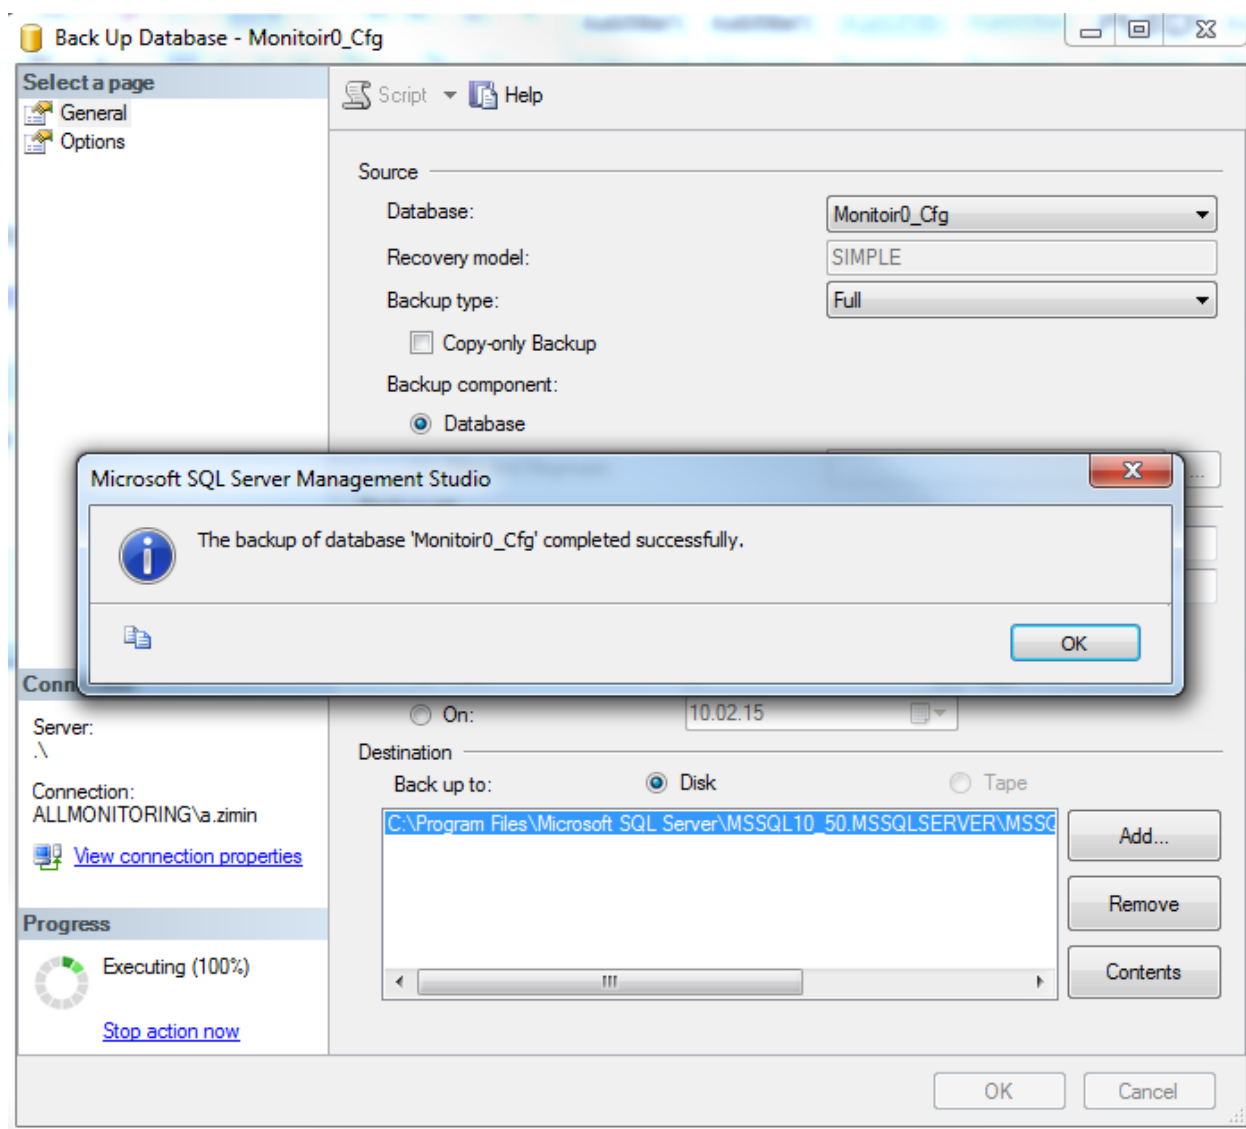 Back Up Database - Monitoir0_Cfg
Select a page
General
Options
Script
Help
Source
Database:
Monitoir0_Cfg
Recovery model:
SIMPLE
Backup type:
Full
Copy-only Backup
Backup component:
Database
...
Microsoft SQL Server Management Studio
The backup of database 'Monitoir0_Cfg' completed successfully.
OK
Conn
Server:
.\
Connection:
ALLMONITORING\a.zimin
View connection properties
Progress
Executing (100%)
Stop action now
On:
10.02.15
Destination
Back up to:
Disk
Tape
C:\Program Files\Microsoft SQL Server\MSSQL10_50.MSSQLSERVER\MSSQ
Add...
Remove
Contents
OK
Cancel